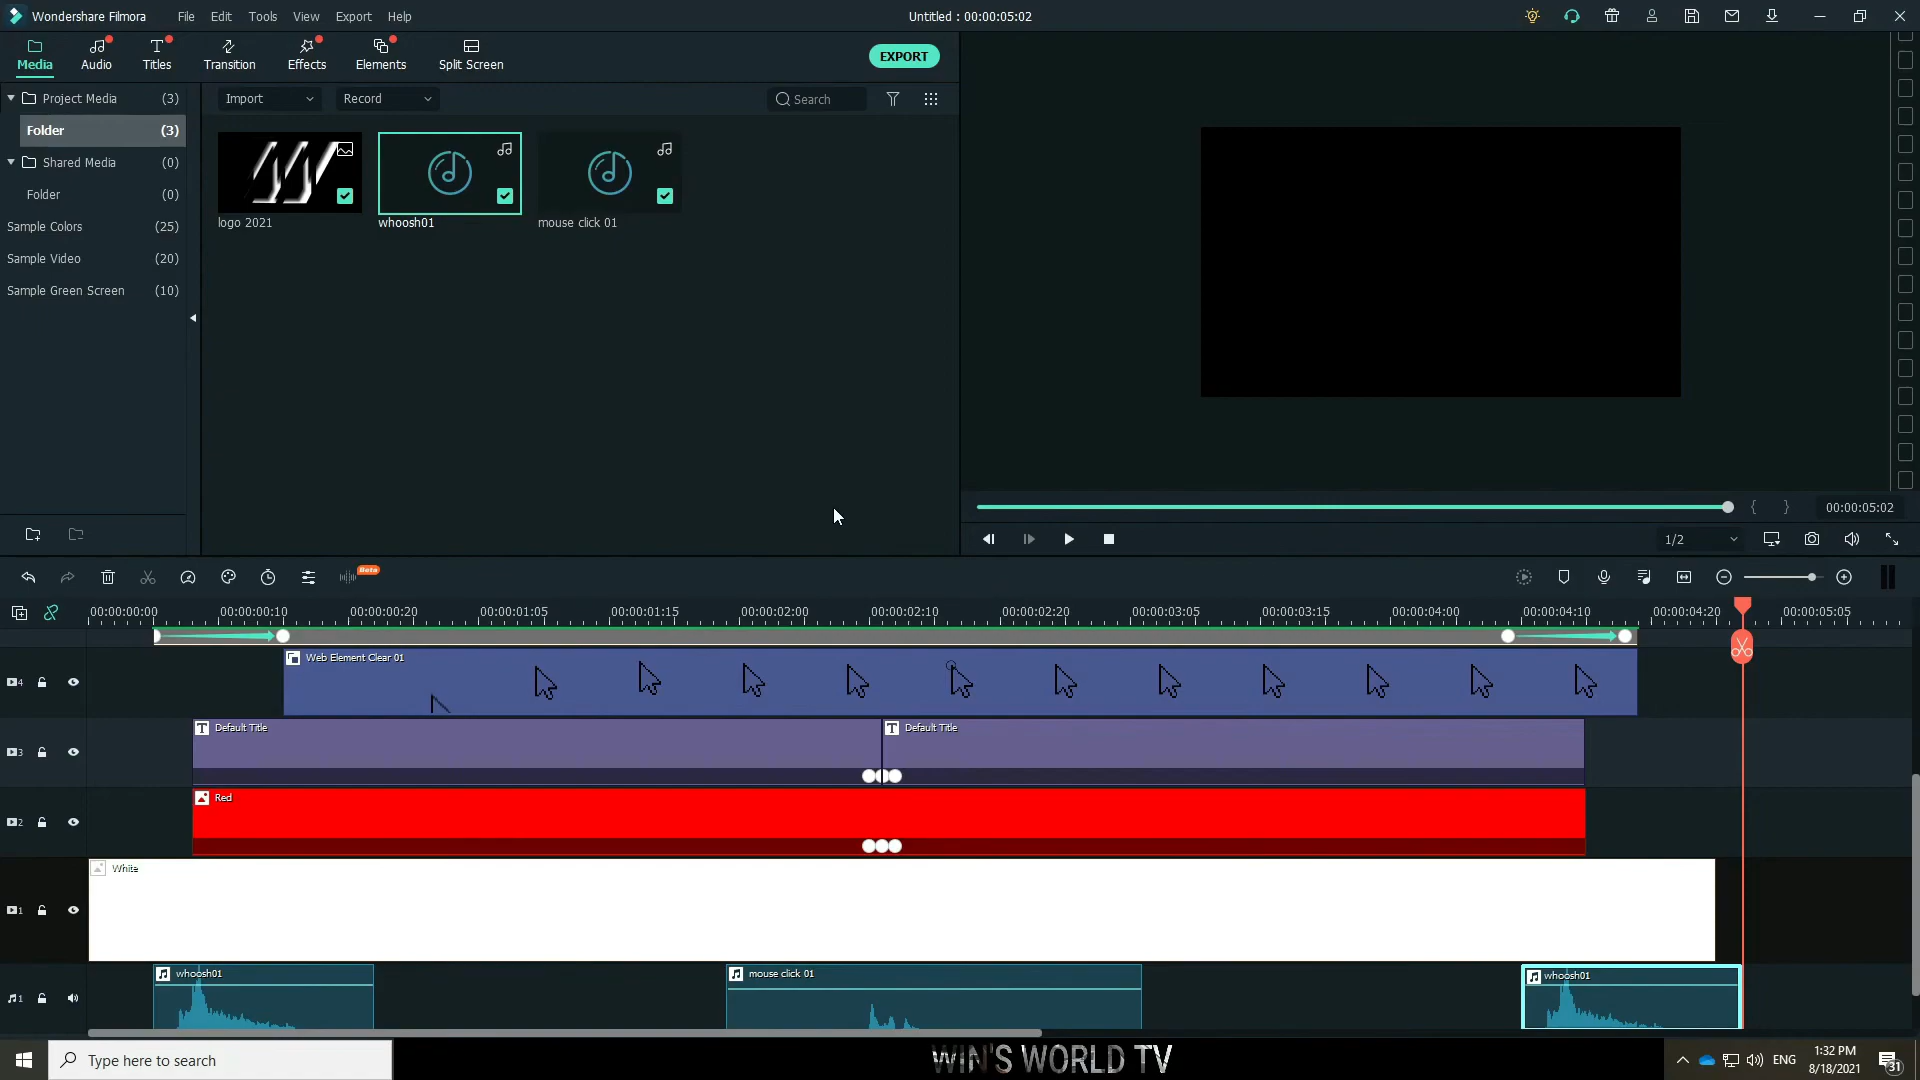 Wondershare Filmora File Edit Tools View Export Help Untitled : 00:00:05:02
Media Audio Titles Transition Effects Elements Split Screen EXPORT
Project Media (3) Import Record Search
Folder (3)
Shared Media (0)
Folder (0)
Sample Colors (25)
Sample Video (20)
Sample Green Screen (10)
logo 2021 whoosh01 mouse click 01
00:00:05:02
1/2
Beta
00:00:00:00 00:00:00:10 00:00:00:20 00:00:01:05 00:00:01:15 00:00:02:00 00:00:02:10 00:00:02:20 00:00:03:05 00:00:03:15 00:00:04:00 00:00:04:10 00:00:04:20 00:00:05:05
4 Web Element Clear 01
3 Default Title Default Title
2 Red
1 White
1 whoosh01 mouse click 01 whoosh01
Type here to search WIN'S WORLD TV ENG 1:32 PM
8/18/2021 31